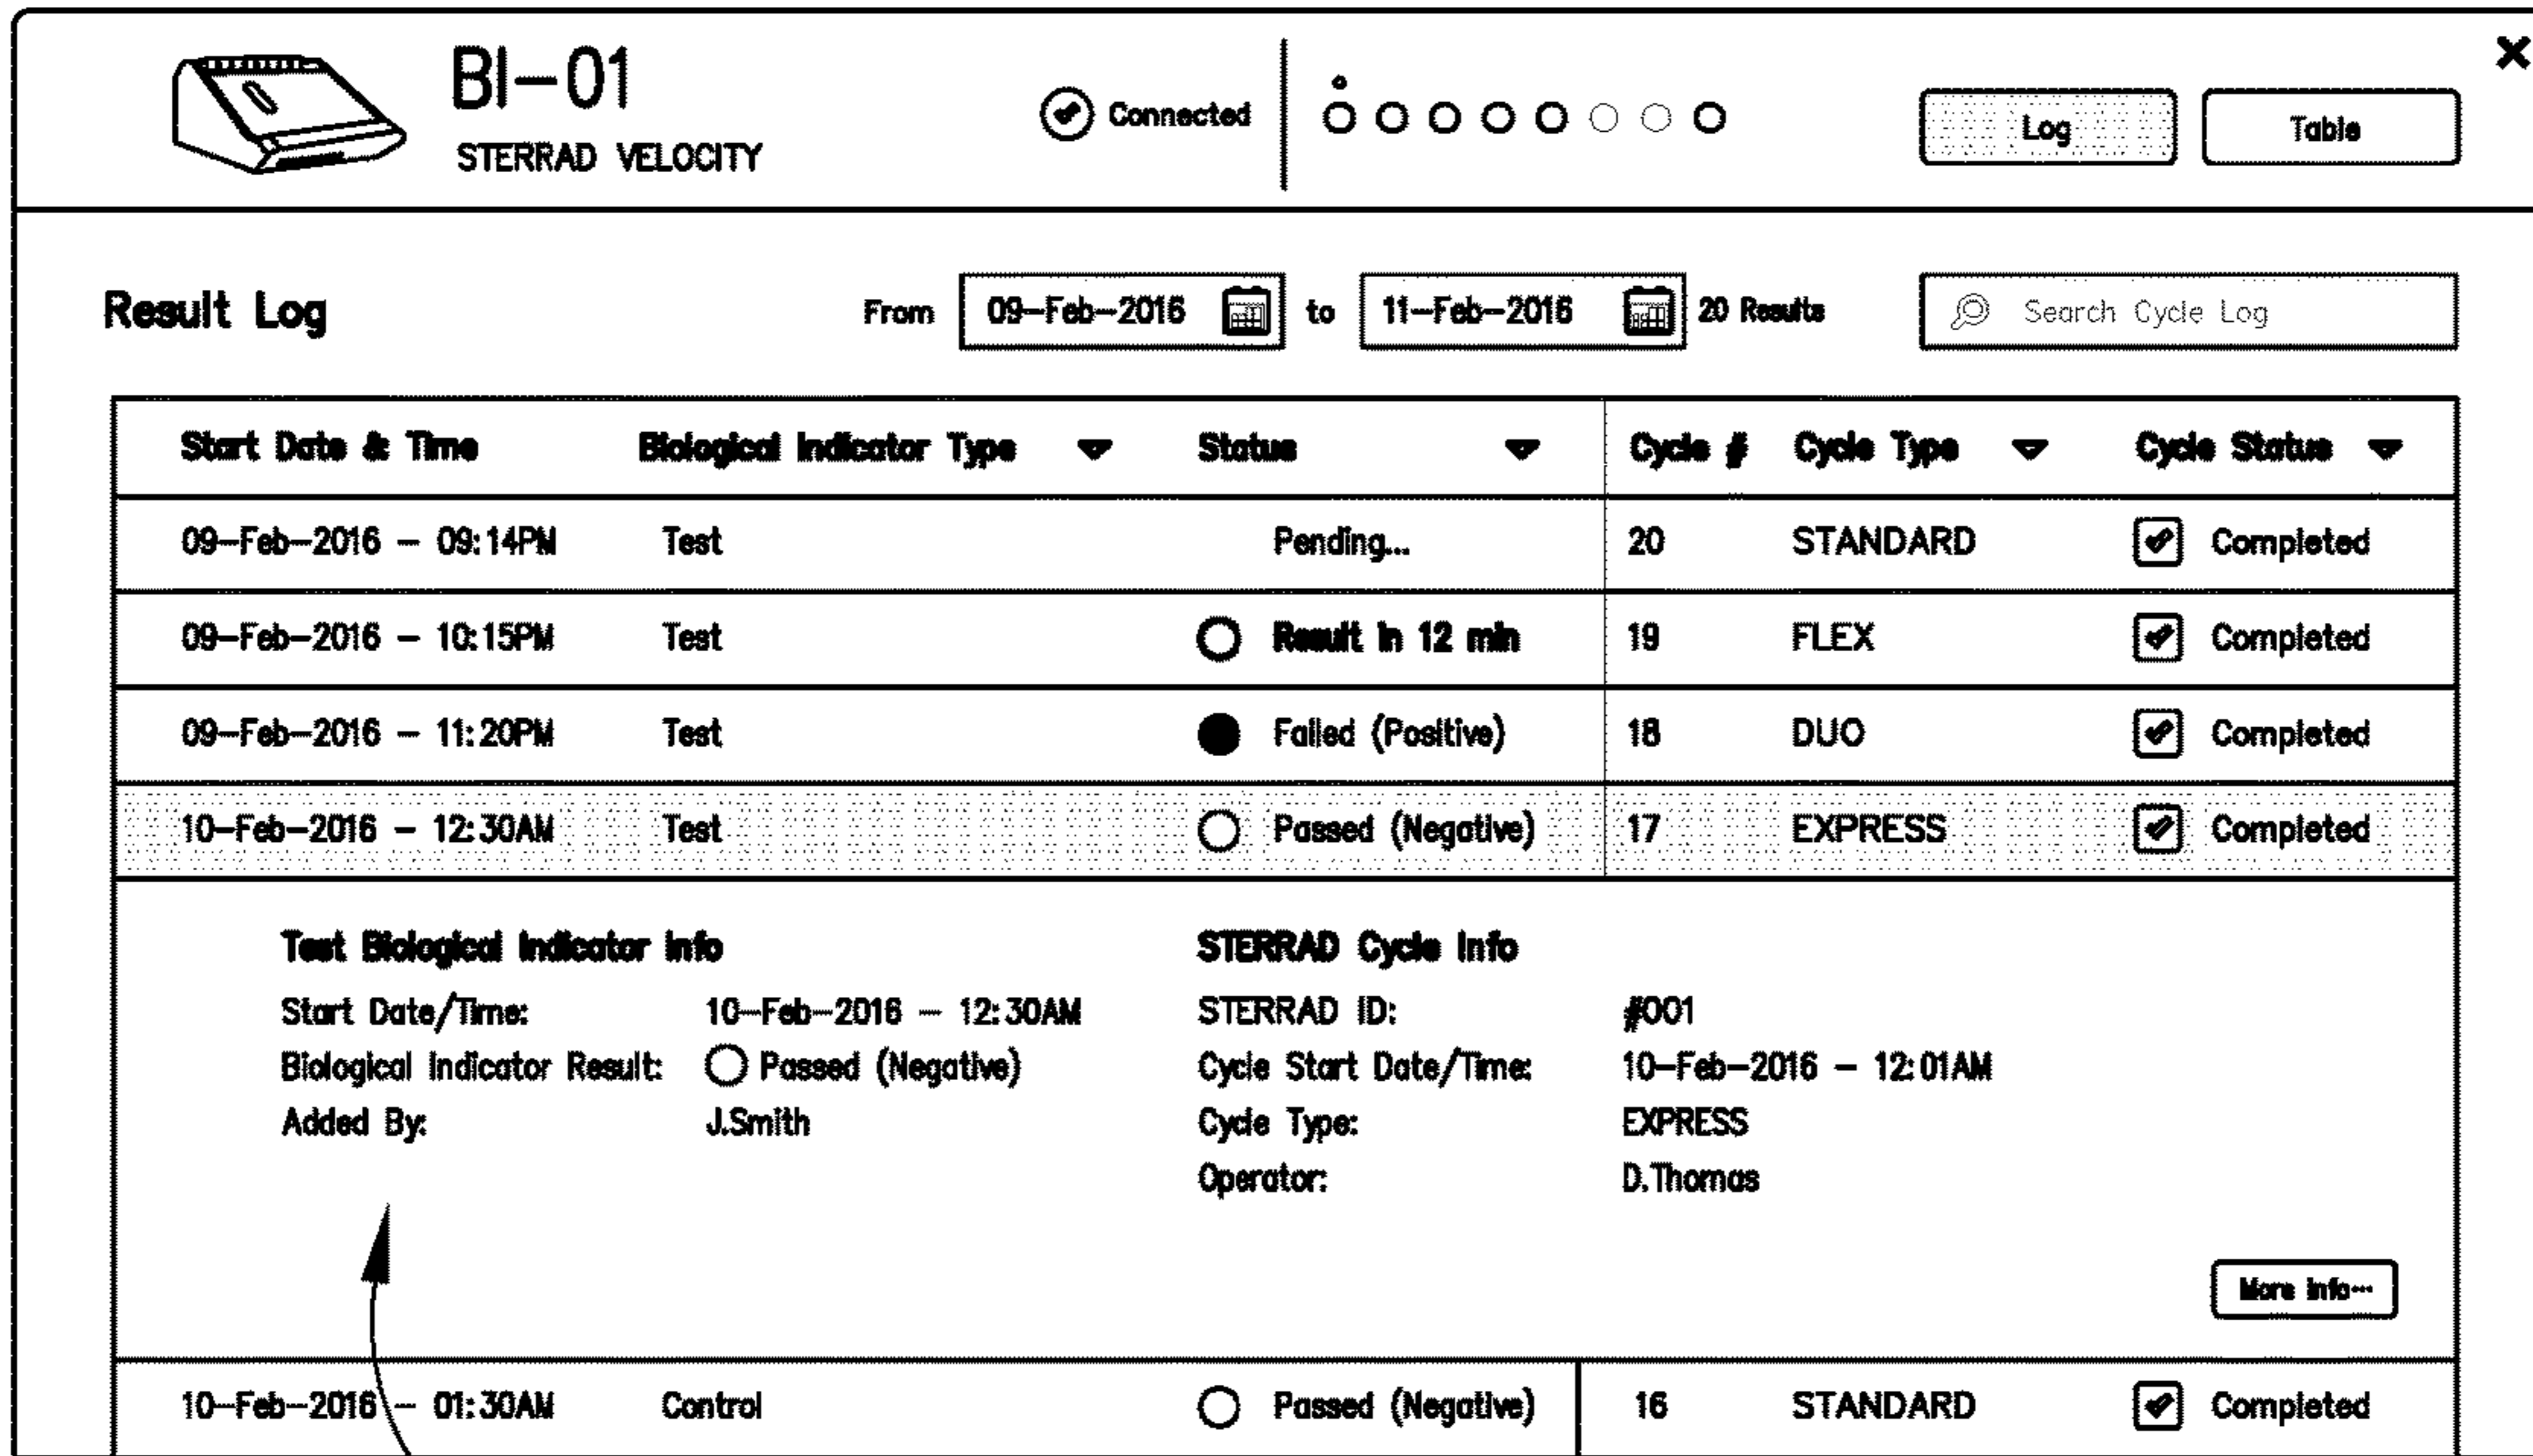 BI-01
STERRAD VELOCITY
Connected
Log Table
Result Log From 09-Feb-2016 to 11-Feb-2016 20 Results Search Cycle Log
Start Date & Time Biological Indicator Type Status Cycle # Cycle Type Cycle Status
09-Feb-2016 - 09:14PM Test Pending... 20 STANDARD Completed
09-Feb-2016 - 10:15PM Test Result in 12 min 19 FLEX Completed
09-Feb-2016 - 11:20PM Test Failed (Positive) 18 DUO Completed
10-Feb-2016 - 12:30AM Test Passed (Negative) 17 EXPRESS Completed
Test Biological Indicator Info STERRAD Cycle Info
Start Date/Time: 10-Feb-2016 - 12:30AM STERRAD ID: #001
Biological Indicator Result: Passed (Negative) Cycle Start Date/Time: 10-Feb-2016 - 12:01AM
Added By: J.Smith Cycle Type: EXPRESS
Operator: D.Thomas
More Info...
10-Feb-2016 - 01:30AM Control Passed (Negative) 16 STANDARD Completed